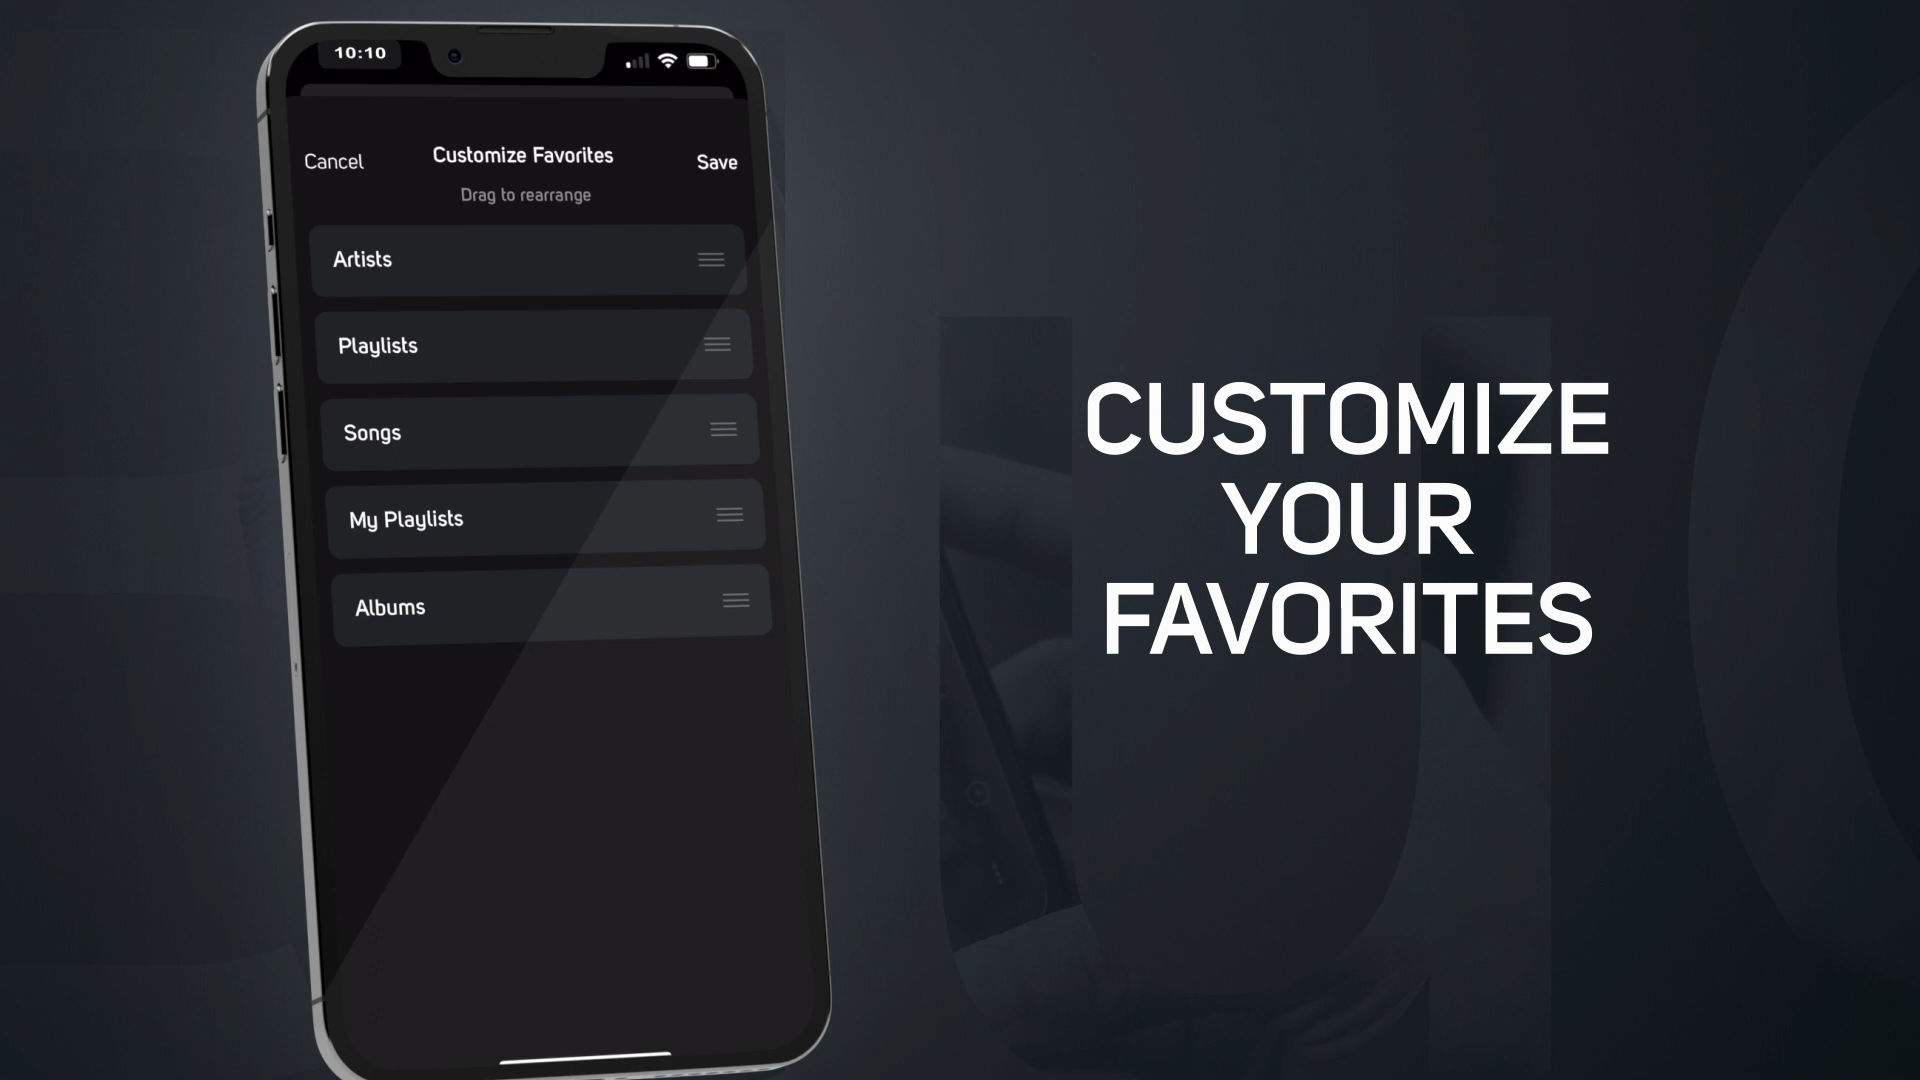 10:10
Cancel
Customize Favorites
Save
Drag to rearrange
Artists
Playlists
Songs
My Playlists
Albums
CUSTOMIZE
YOUR
FAVORITES